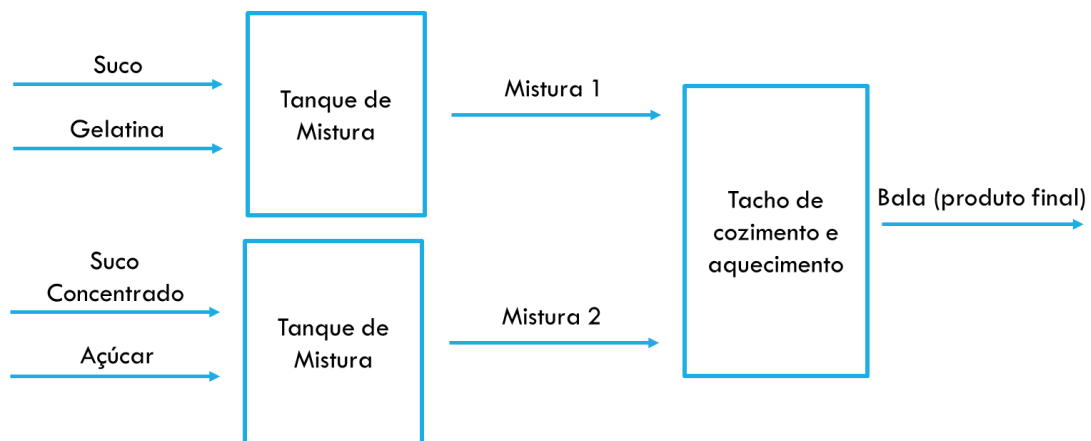 Suco
Gelatina
Tanque de
Mistura
Mistura 1
Suco
Concentrado
Açúcar
Tanque de
Mistura
Mistura 2
Tacho de
cozimento e
aquecimento
Bala (produto final)